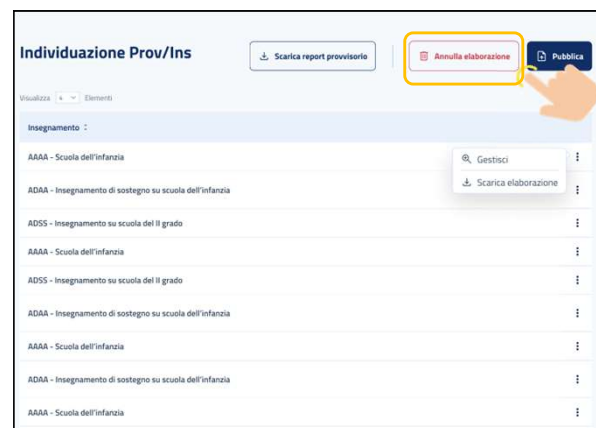 Individuazione Prov/Ins
Scarica report provvisorio
Annulla elaborazione
Pubblica
Visualizza
Elementi
Insegnamento
AAAA - Scuola dell'infanzia
Gestisci
Scarica elaborazione
ADAA - Insegnamento di sostegno su scuola dell'infanzia
ADSS - Insegnamento su scuola del II grado
AAAA - Scuola dell'infanzia
ADSS - Insegnamento su scuola del II grado
ADAA - Insegnamento di sostegno su scuola dell'infanzia
AAAA - Scuola dell'infanzia
ADAA - Insegnamento di sostegno su scuola dell'infanzia
AAAA - Scuola dell'infanzia